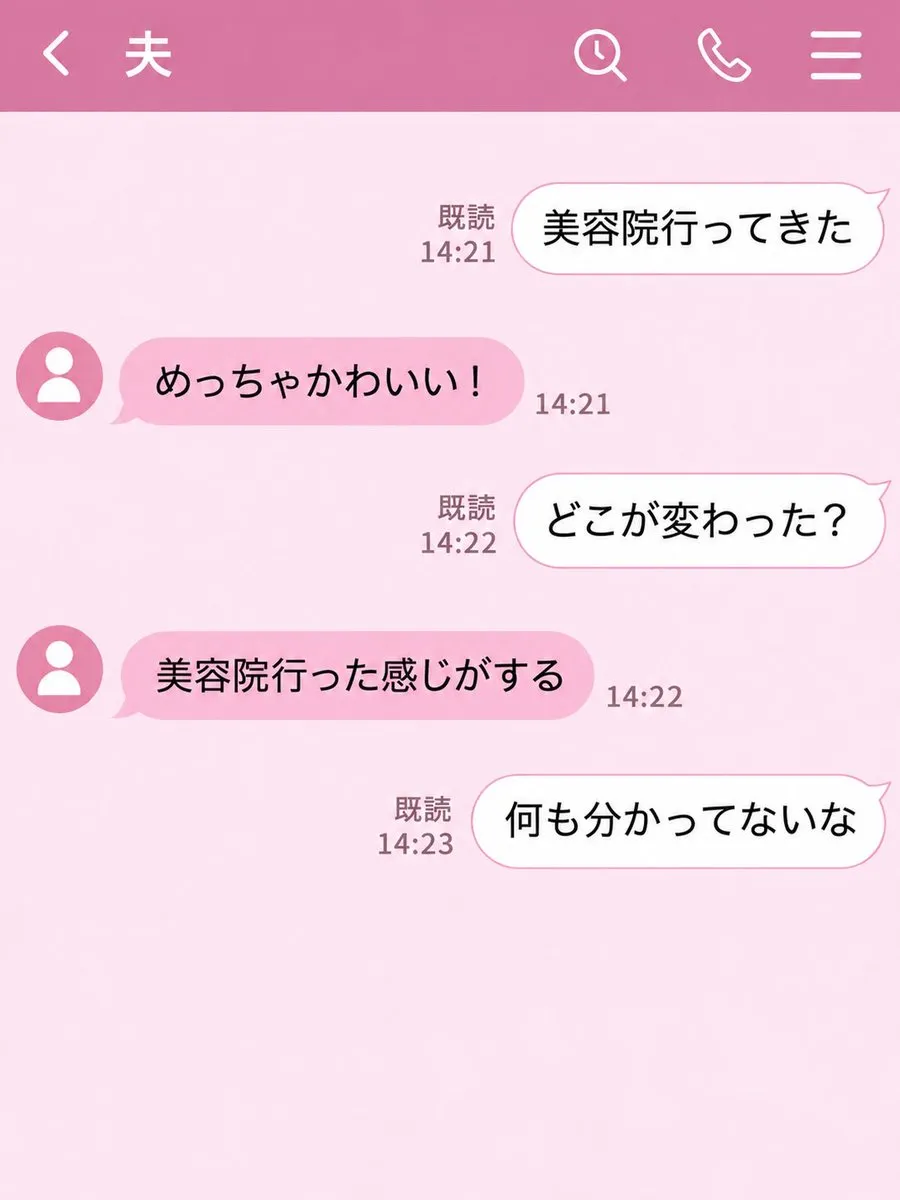 夫
既読
14:21
美容院行ってきた
めっちゃかわいい！
14:21
既読
14:22
どこが変わった？
美容院行った感じがする
14:22
既読
14:23
何も分かってないな